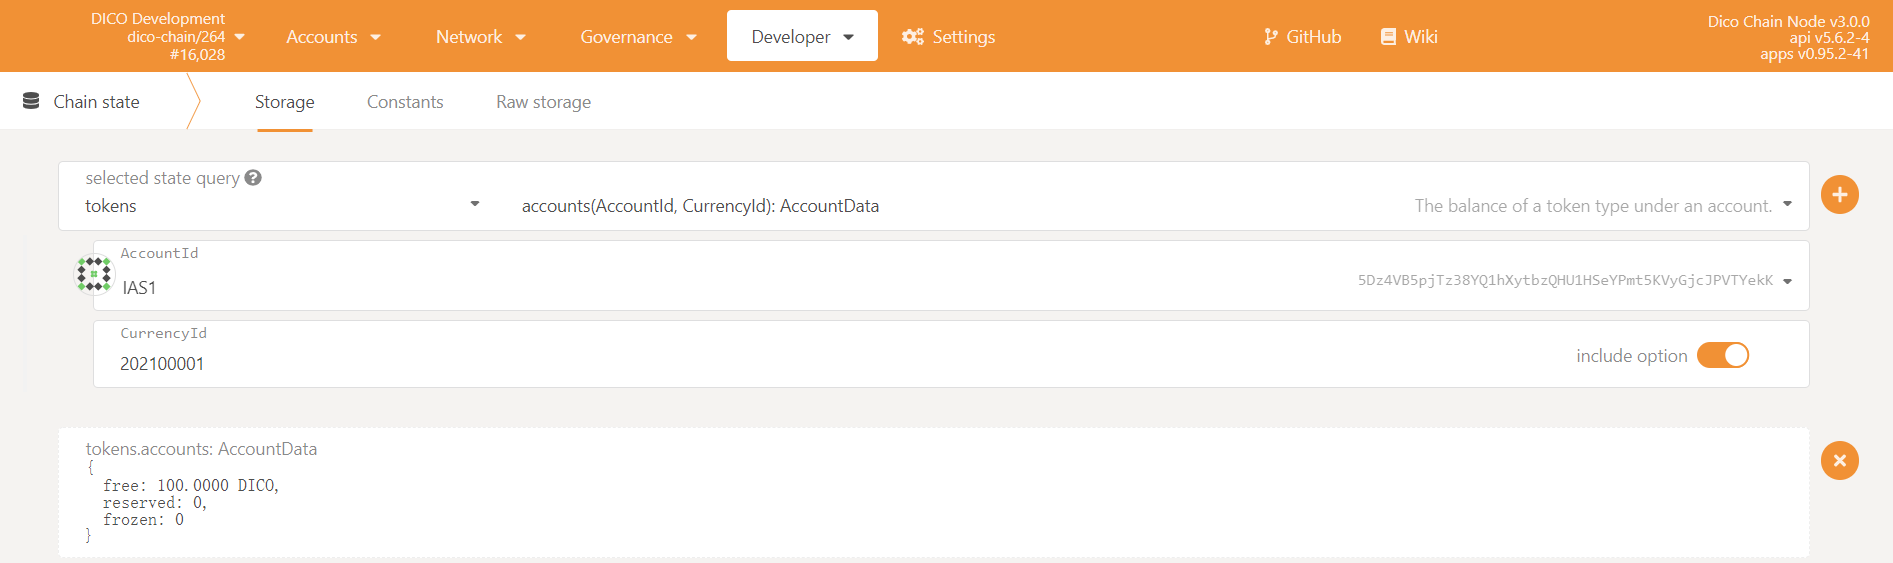 DICO Development
dico-chain/264
#16,028
Accounts
Network
Governance
Developer
Settings
GitHub
Wiki
Dico Chain Node v3.0.0
api v5.6.2-4
apps v0.95.2-41
Chain state
Storage
Constants
Raw storage
selected state query
tokens
accounts(AccountId, CurrencyId): AccountData
The balance of a token type under an account.
AccountId
IAS1
5Dz4VB5pjTz38YQ1hXytbzQHU1HSeYPmt5KVyGjcJPVTYekK
CurrencyId
202100001
include option
tokens.accounts: AccountData
{
free: 100.0000 DICO,
reserved: 0,
frozen: 0
}